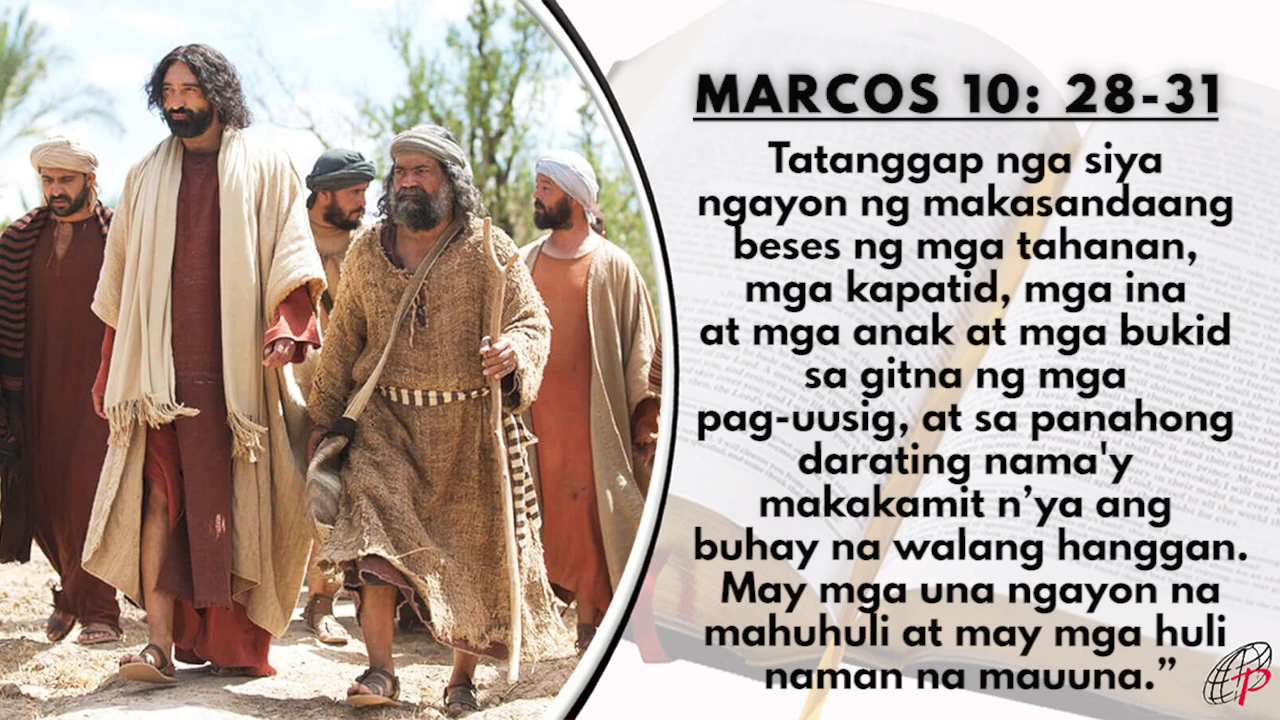 MARCOS 10: 28-31
Tatanggap nga siya
ngayon ng makasandaang
beses ng mga tahanan,
mga kapatid, mga ina
at mga anak at mga bukid
sa gitna ng mga
pag-uusig, at sa panahong
darating nama'y
makakamit n’ya ang
buhay na walang hanggan.
May mga una ngayon na
mahuhuli at may mga huli
naman na mauuna.”